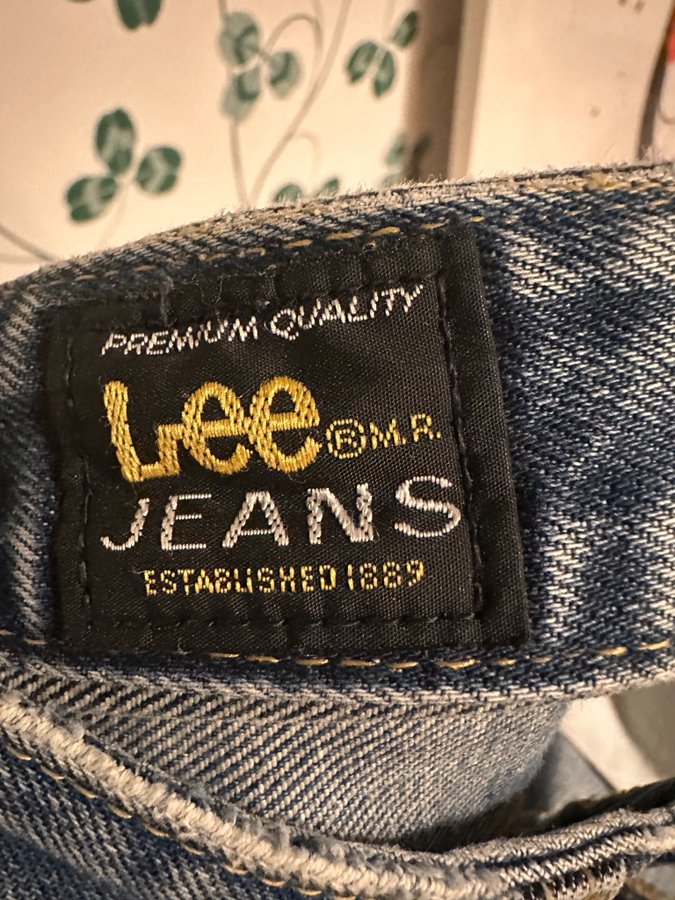 PREMIUM QUALITY
Lee ® M.R.
JEANS
ESTABLISHED 1889